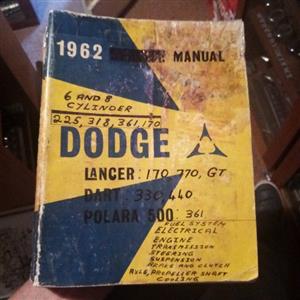 1962 MANUAL
6 AND 8
CYLINDER
225, 318, 361, 170
DODGE
LANCER: 170, 770, GT
DART: 330, 440
POLARA 500: 361
FUEL SYSTEM
ELECTRICAL
ENGINE
TRANSMISSION
STEERING
SUSPENSION
BRAKE AND CLUTCH
AXLE, PROPELLER SHAFT
COOLING